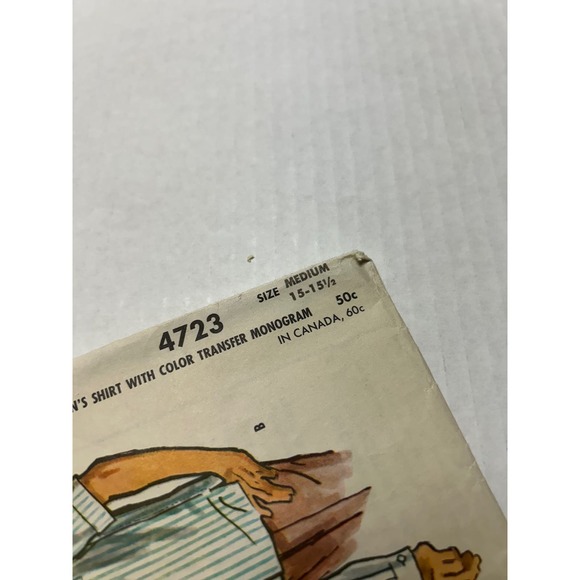 4723 SIZE MEDIUM
15-15½
N'S SHIRT WITH COLOR TRANSFER MONOGRAM 50c
IN CANADA, 60c
B